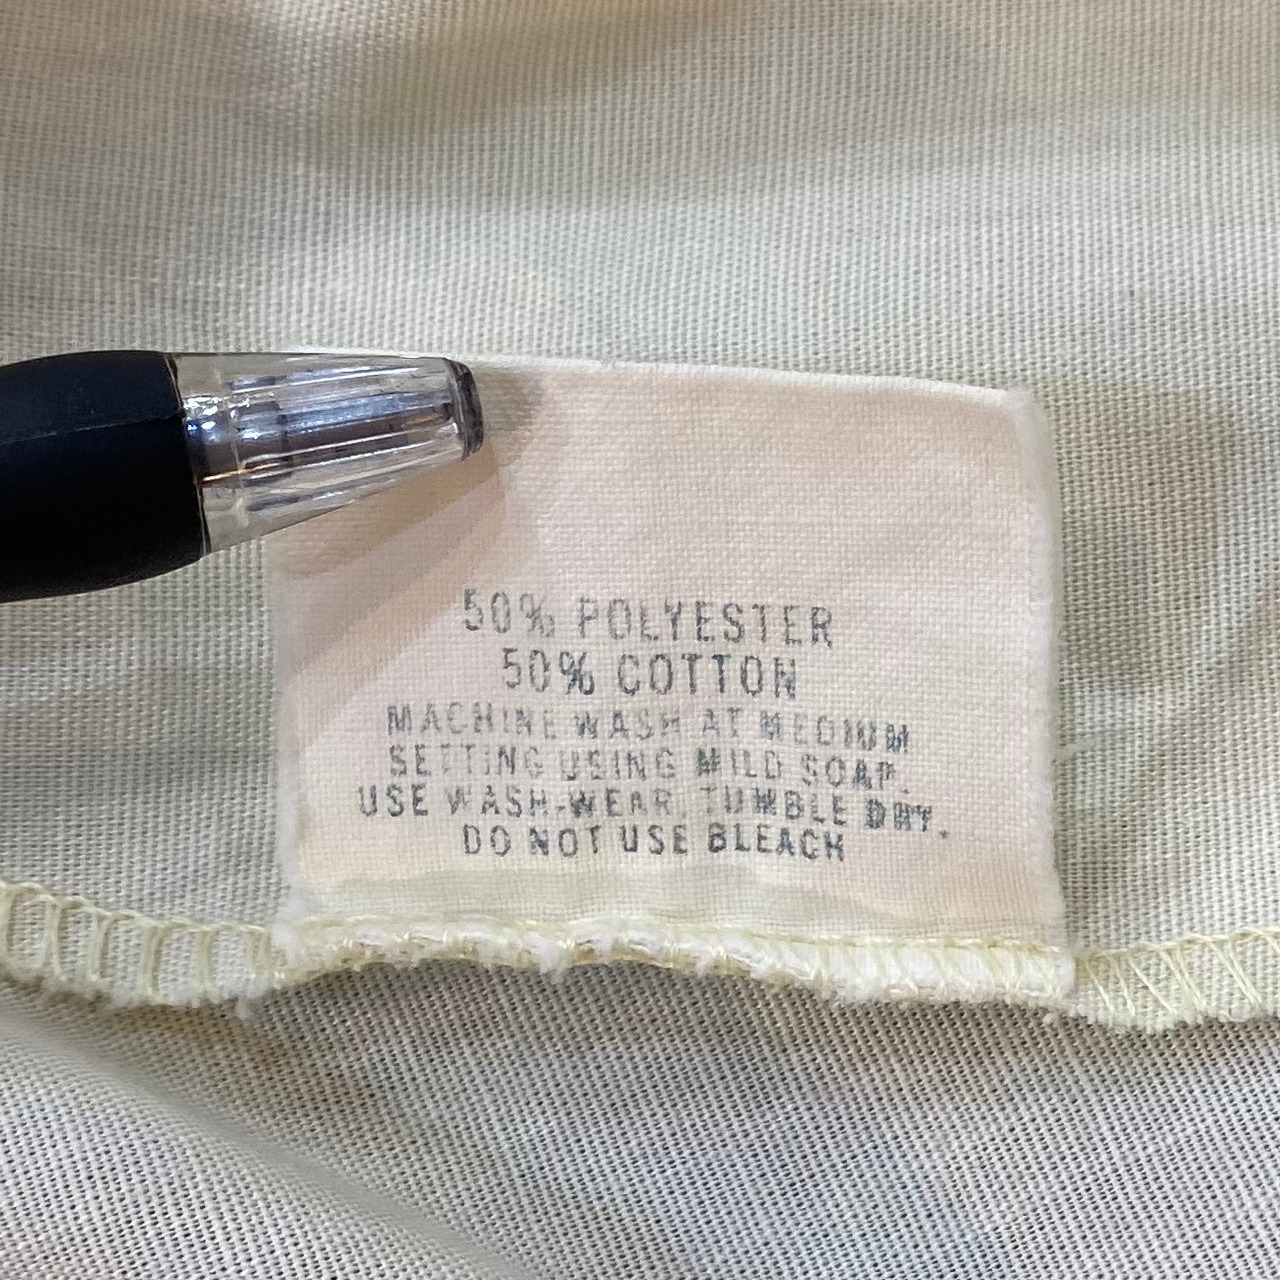 50% POLYESTER
50% COTTON
MACHINE WASH AT MEDIUM
SETTING USING MILD SOAP.
USE WASH-WEAR, TUMBLE DRY.
DO NOT USE BLEACH